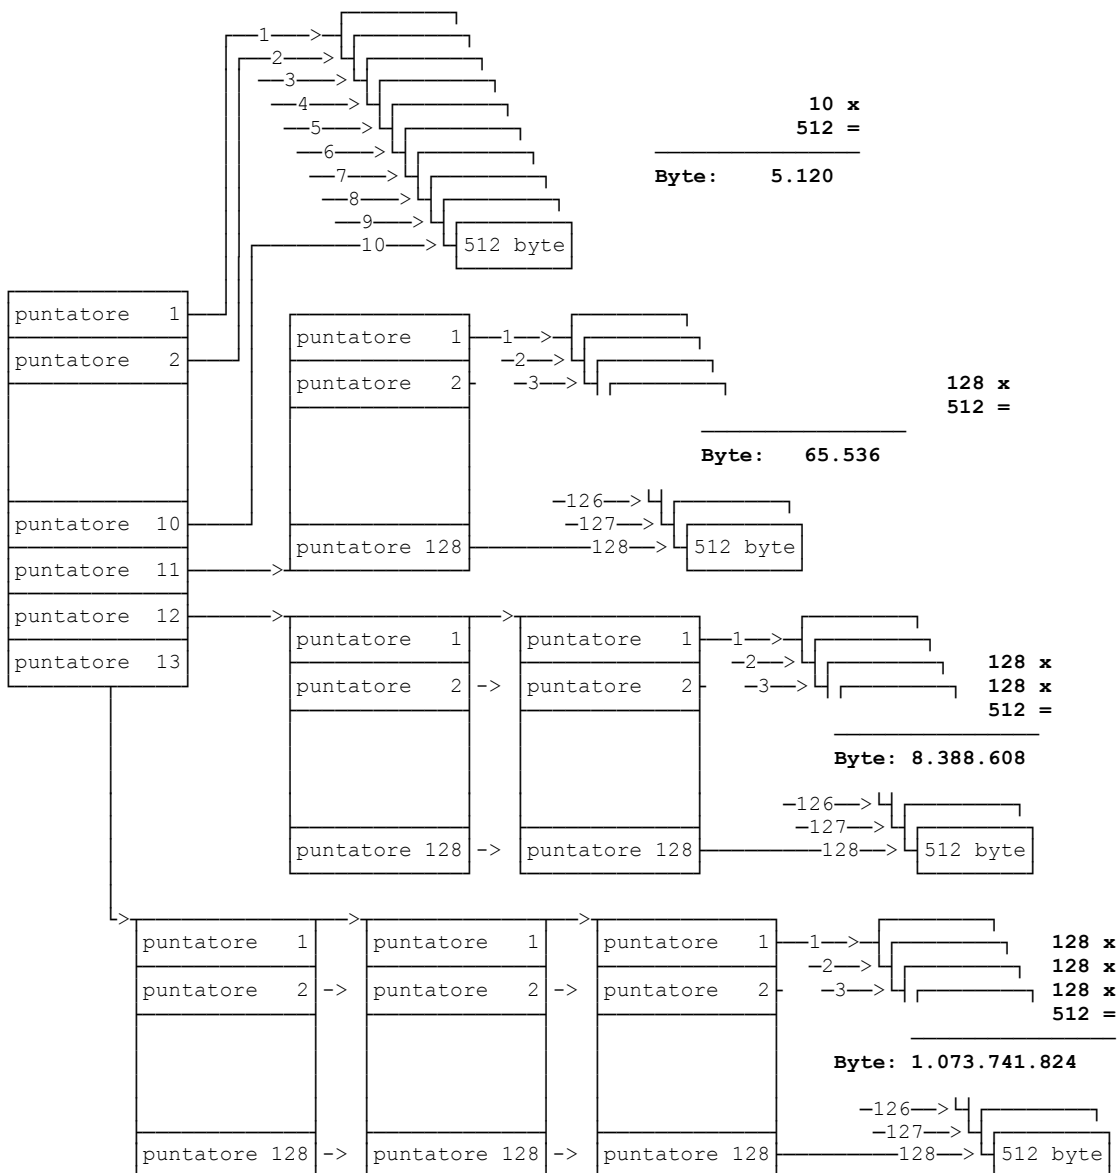 1
2
3
4 10 x
5 512 =
6
7 Byte: 5.120
8
9
10 512 byte
puntatore 1
puntatore 1 1
puntatore 2 2
puntatore 2 3 128 x
512 =
Byte: 65.536
126
puntatore 10 127
puntatore 128 128 512 byte
puntatore 11
puntatore 12
puntatore 1 puntatore 1 1
puntatore 13 2 128 x
puntatore 2 -> puntatore 2 3 128 x
512 =
Byte: 8.388.608
126
127
puntatore 128 -> puntatore 128 128 512 byte
puntatore 1 puntatore 1 puntatore 1 1 128 x
2 128 x
puntatore 2 -> puntatore 2 -> puntatore 2 3 128 x
512 =
Byte: 1.073.741.824
126
127
puntatore 128 -> puntatore 128 -> puntatore 128 128 512 byte